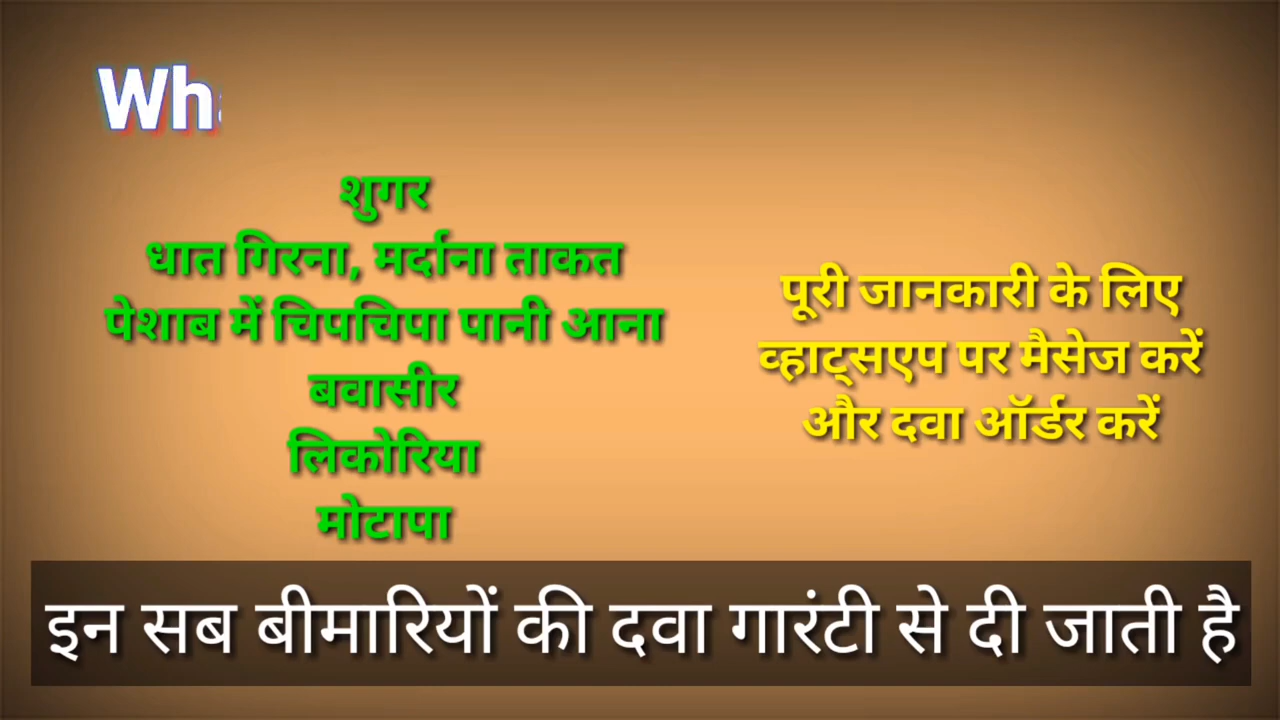 Wh
शुगर
धात गिरना, मर्दाना ताकत
पेशाब में चिपचिपा पानी आना
बवासीर
लिकोरिया
मोटापा
पूरी जानकारी के लिए
व्हाट्सएप पर मैसेज करें
और दवा ऑर्डर करें
इन सब बीमारियों की दवा गारंटी से दी जाती है